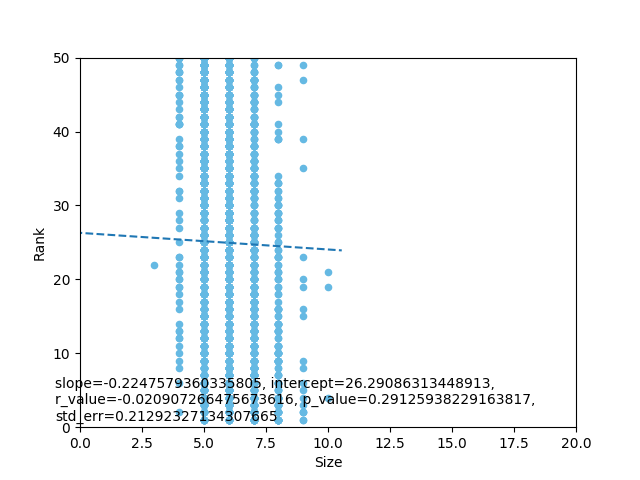 50
40
30
20
10
0
Rank
slope=-0.2247579360335805, intercept=26.29086313448913,
r_value=-0.020907266475673616, p_value=0.29125938229163817,
std_err=0.21292327134307665
0.0 2.5 5.0 7.5 10.0 12.5 15.0 17.5 20.0
Size